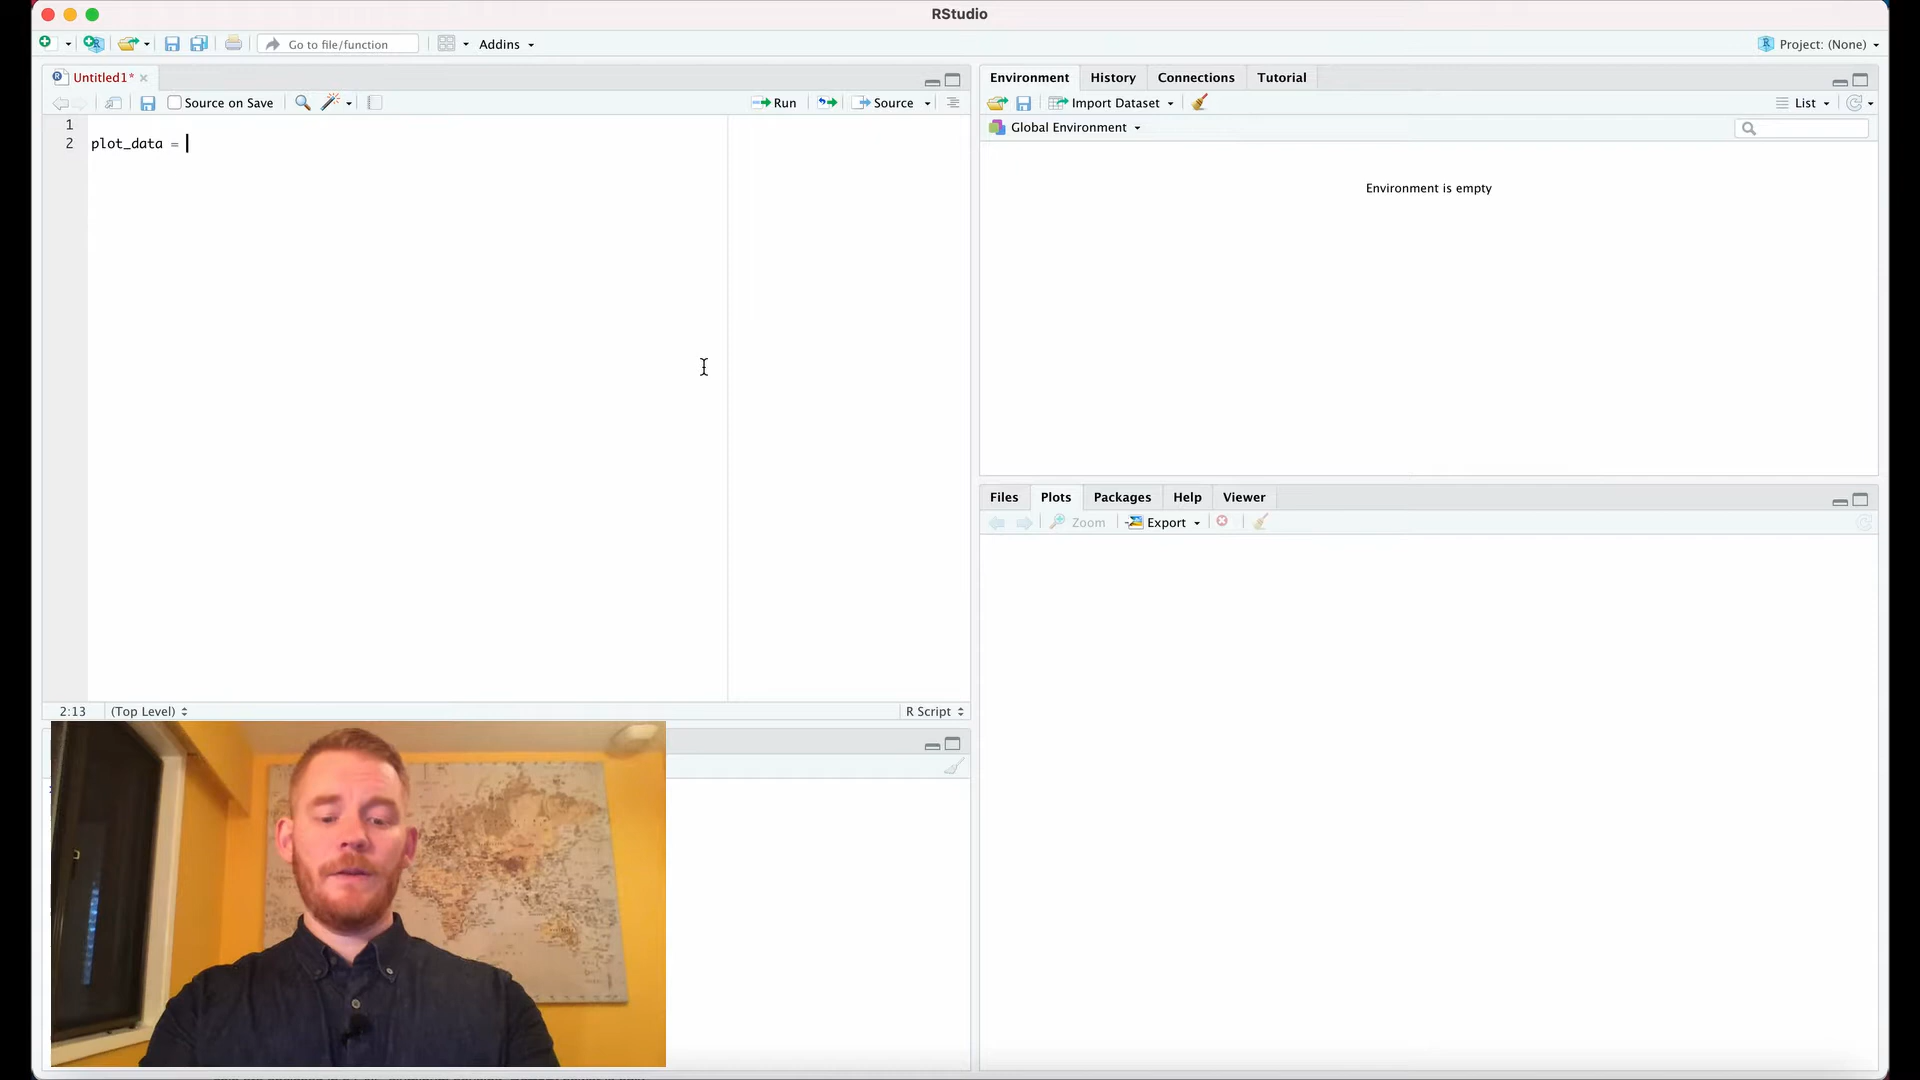 RStudio
Go to file/function
Addins
Project: (None)
Untitled1*
Source on Save
Run
Source
1
2 plot_data =
2:13
(Top Level)
R Script
Environment
History
Connections
Tutorial
Import Dataset
List
Global Environment
Environment is empty
Files
Plots
Packages
Help
Viewer
Zoom
Export